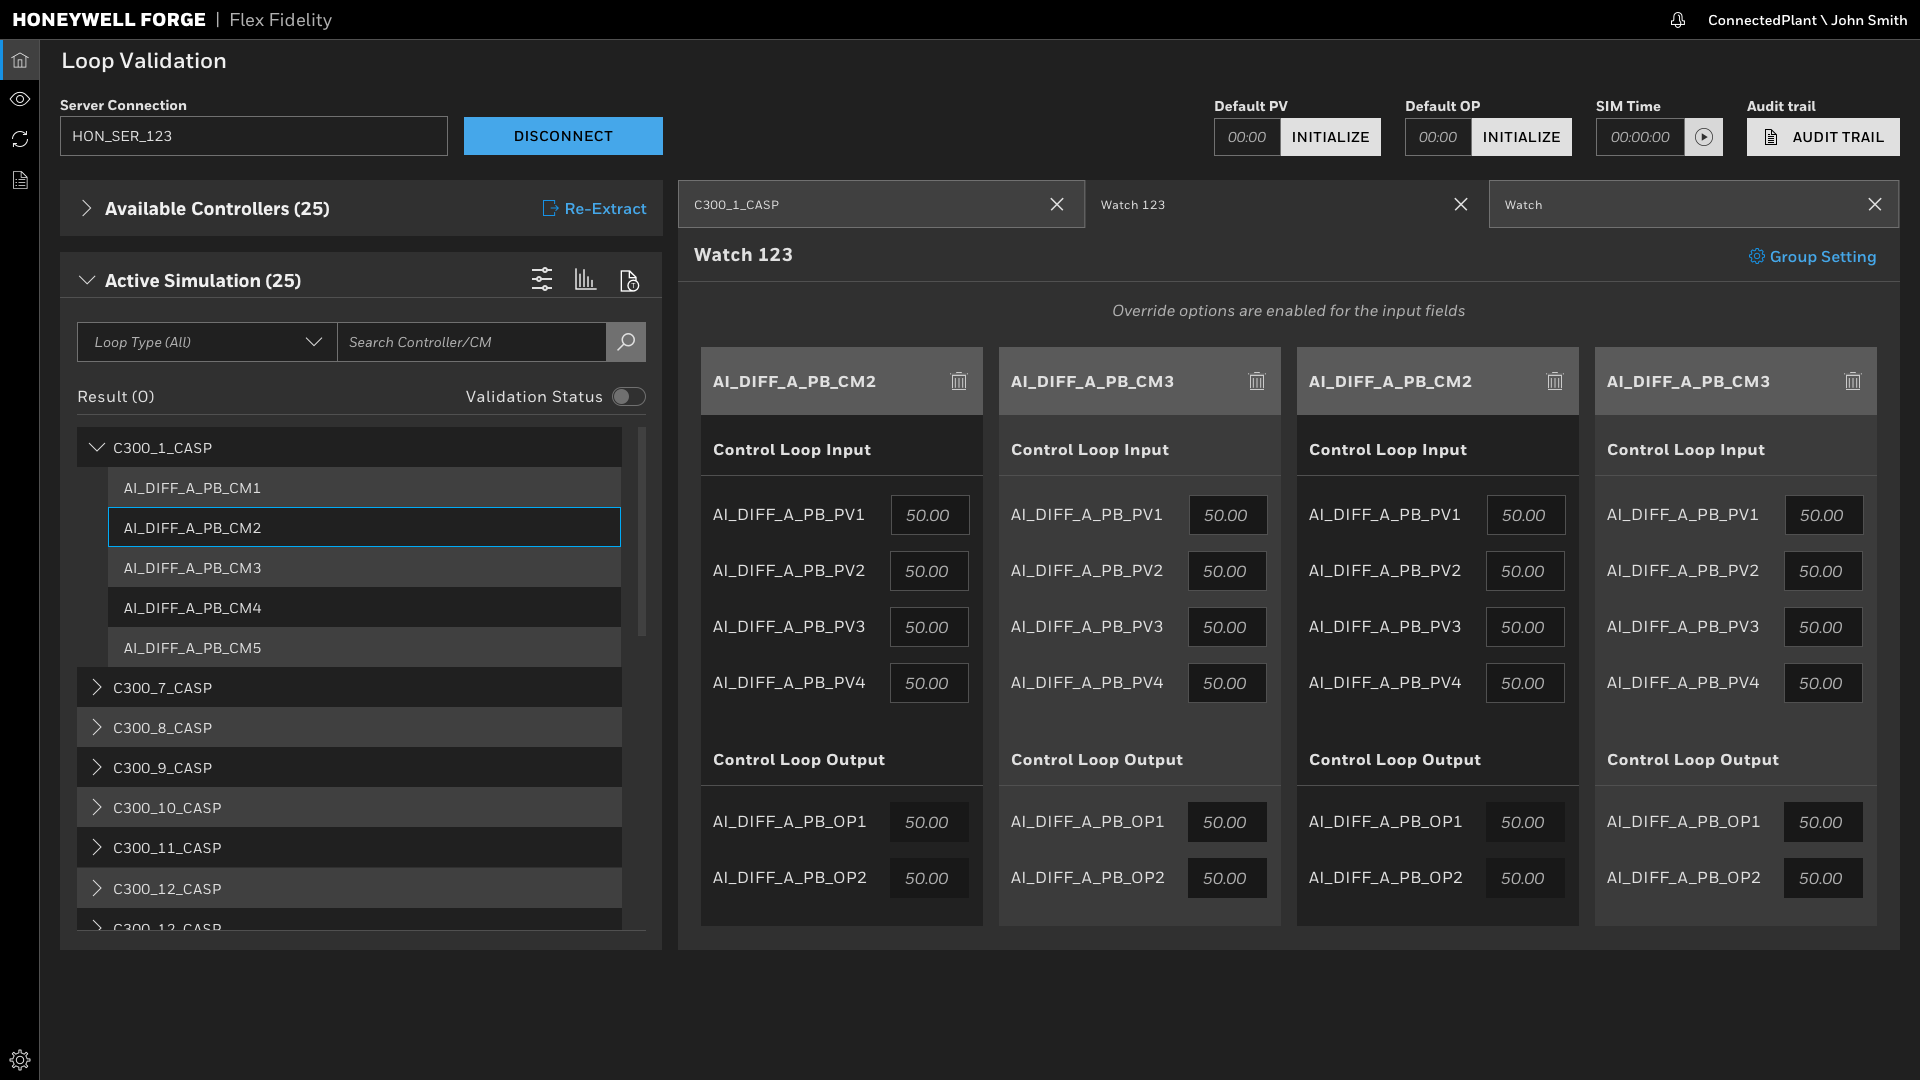 HONEYWELL FORGE | Flex Fidelity
ConnectedPlant \ John Smith
Loop Validation
Server Connection
HON_SER_123
DISCONNECT
Default PV
00:00
INITIALIZE
Default OP
00:00
INITIALIZE
SIM Time
00:00:00
Audit trail
AUDIT TRAIL
Available Controllers (25)
Re-Extract
Active Simulation (25)
Loop Type (All)
Search Controller/CM
Result (0)
Validation Status
C300_1_CASP
AI_DIFF_A_PB_CM1
AI_DIFF_A_PB_CM2
AI_DIFF_A_PB_CM3
AI_DIFF_A_PB_CM4
AI_DIFF_A_PB_CM5
C300_7_CASP
C300_8_CASP
C300_9_CASP
C300_10_CASP
C300_11_CASP
C300_12_CASP
C300_12_CASP
C300_1_CASP
Watch 123
Watch
Watch 123
Group Setting
Override options are enabled for the input fields
AI_DIFF_A_PB_CM2
Control Loop Input
AI_DIFF_A_PB_PV1 50.00
AI_DIFF_A_PB_PV2 50.00
AI_DIFF_A_PB_PV3 50.00
AI_DIFF_A_PB_PV4 50.00
Control Loop Output
AI_DIFF_A_PB_OP1 50.00
AI_DIFF_A_PB_OP2 50.00
AI_DIFF_A_PB_CM3
Control Loop Input
AI_DIFF_A_PB_PV1 50.00
AI_DIFF_A_PB_PV2 50.00
AI_DIFF_A_PB_PV3 50.00
AI_DIFF_A_PB_PV4 50.00
Control Loop Output
AI_DIFF_A_PB_OP1 50.00
AI_DIFF_A_PB_OP2 50.00
AI_DIFF_A_PB_CM2
Control Loop Input
AI_DIFF_A_PB_PV1 50.00
AI_DIFF_A_PB_PV2 50.00
AI_DIFF_A_PB_PV3 50.00
AI_DIFF_A_PB_PV4 50.00
Control Loop Output
AI_DIFF_A_PB_OP1 50.00
AI_DIFF_A_PB_OP2 50.00
AI_DIFF_A_PB_CM3
Control Loop Input
AI_DIFF_A_PB_PV1 50.00
AI_DIFF_A_PB_PV2 50.00
AI_DIFF_A_PB_PV3 50.00
AI_DIFF_A_PB_PV4 50.00
Control Loop Output
AI_DIFF_A_PB_OP1 50.00
AI_DIFF_A_PB_OP2 50.00